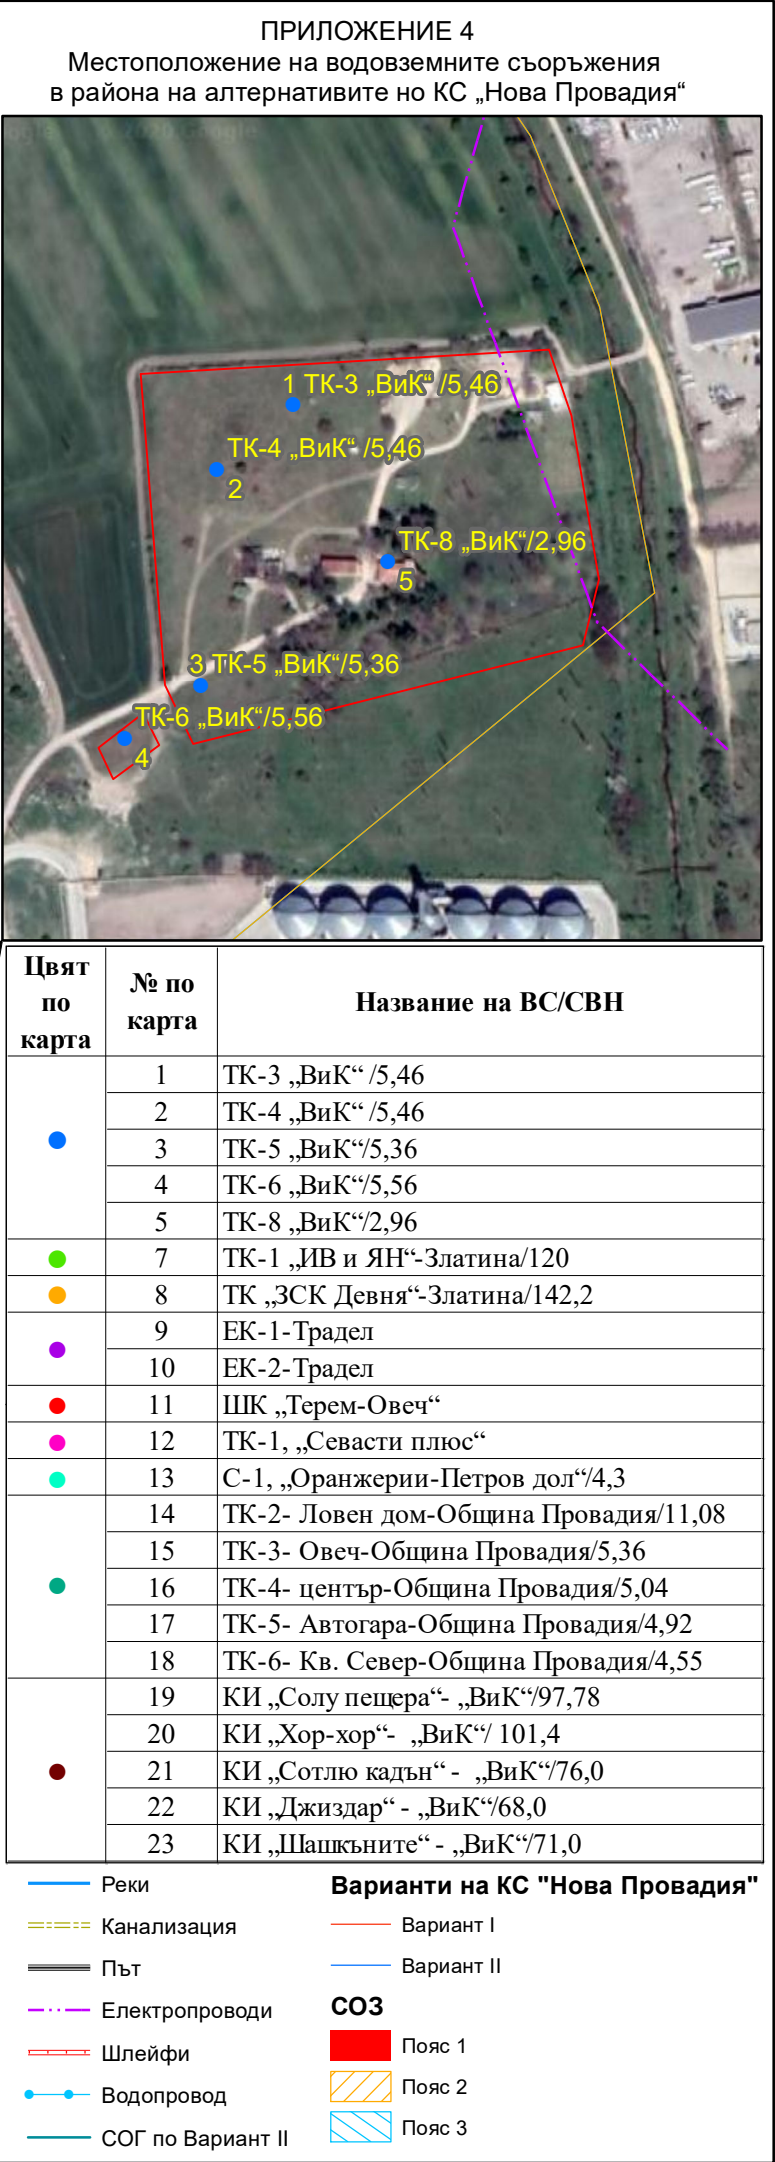 ПРИЛОЖЕНИЕ 4
Местоположение на водовземните съоръжения
в района на алтернативите но КС „Нова Провадия“
1 ТК-3 „ВиК“ /5,46
ТК-4 „ВиК“ /5,46
2
ТК-8 „ВиК“/2,96
5
3 ТК-5 „ВиК“/5,36
ТК-6 „ВиК“/5,56
4
Цвят по карта № по карта Название на ВС/СВН
1 ТК-3 „ВиК“ /5,46
2 ТК-4 „ВиК“ /5,46
3 ТК-5 „ВиК“/5,36
4 ТК-6 „ВиК“/5,56
5 ТК-8 „ВиК“/2,96
7 ТК-1 „ИВ и ЯН“-Златина/120
8 ТК „ЗСК Девня“-Златина/142,2
9 ЕК-1-Традел
10 ЕК-2-Традел
11 ШК „Терем-Овеч“
12 ТК-1, „Севасти плюс“
13 С-1, „Оранжерии-Петров дол“/4,3
14 ТК-2- Ловен дом-Община Провадия/11,08
15 ТК-3- Овеч-Община Провадия/5,36
16 ТК-4- център-Община Провадия/5,04
17 ТК-5- Автогара-Община Провадия/4,92
18 ТК-6- Кв. Север-Община Провадия/4,55
19 КИ „Солу пещера“- „ВиК“/97,78
20 КИ „Хор-хор“- „ВиК“/ 101,4
21 КИ „Сотлю кадън“ - „ВиК“/76,0
22 КИ „Джиздар“ - „ВиК“/68,0
23 КИ „Шашкъните“ - „ВиК“/71,0
Реки
Канализация
Път
Електропроводи
Шлейфи
Водопровод
СОГ по Вариант II
Варианти на КС "Нова Провадия"
Вариант I
Вариант II
СОЗ
Пояс 1
Пояс 2
Пояс 3